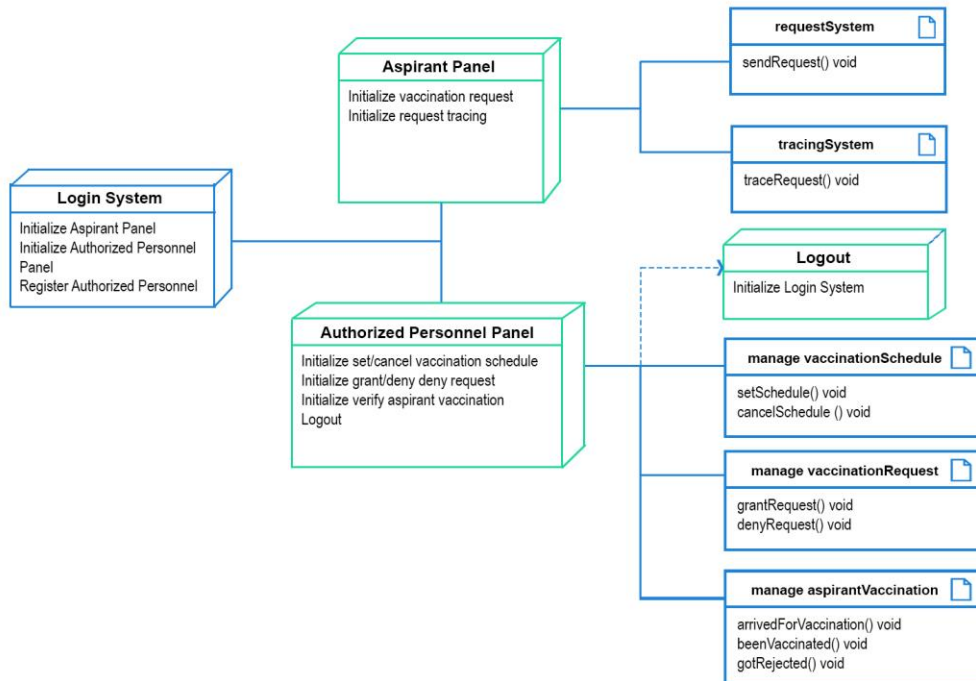 requestSystem
sendRequest() void
Aspirant Panel
Initialize vaccination request
Initialize request tracing
tracingSystem
traceRequest() void
Login System
Initialize Aspirant Panel
Initialize Authorized Personnel
Panel
Register Authorized Personnel
Logout
Initialize Login System
Authorized Personnel Panel
Initialize set/cancel vaccination schedule
Initialize grant/deny deny request
Initialize verify aspirant vaccination
Logout
manage vaccinationSchedule
setSchedule() void
cancelSchedule () void
manage vaccinationRequest
grantRequest() void
denyRequest() void
manage aspirantVaccination
arrivedForVaccination() void
beenVaccinated() void
gotRejected() void